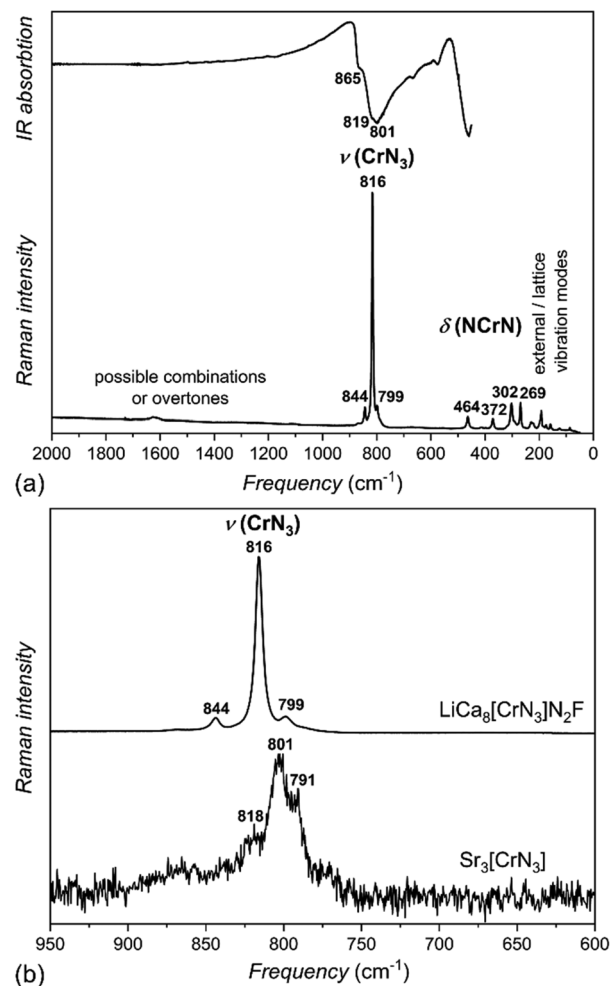 IR absorbtion
865
819
801
ν (CrN₃)
816
Raman intensity
possible combinations
or overtones
844
799
δ (NCrN)
external / lattice
vibration modes
464
372
302
269
2000 1800 1600 1400 1200 1000 800 600 400 200 0
(a)
Frequency (cm⁻¹)
ν (CrN₃)
816
844
799
LiCa₈[CrN₃]N₂F
Raman intensity
801
791
818
Sr₃[CrN₃]
950 900 850 800 750 700 650 600
(b)
Frequency (cm⁻¹)